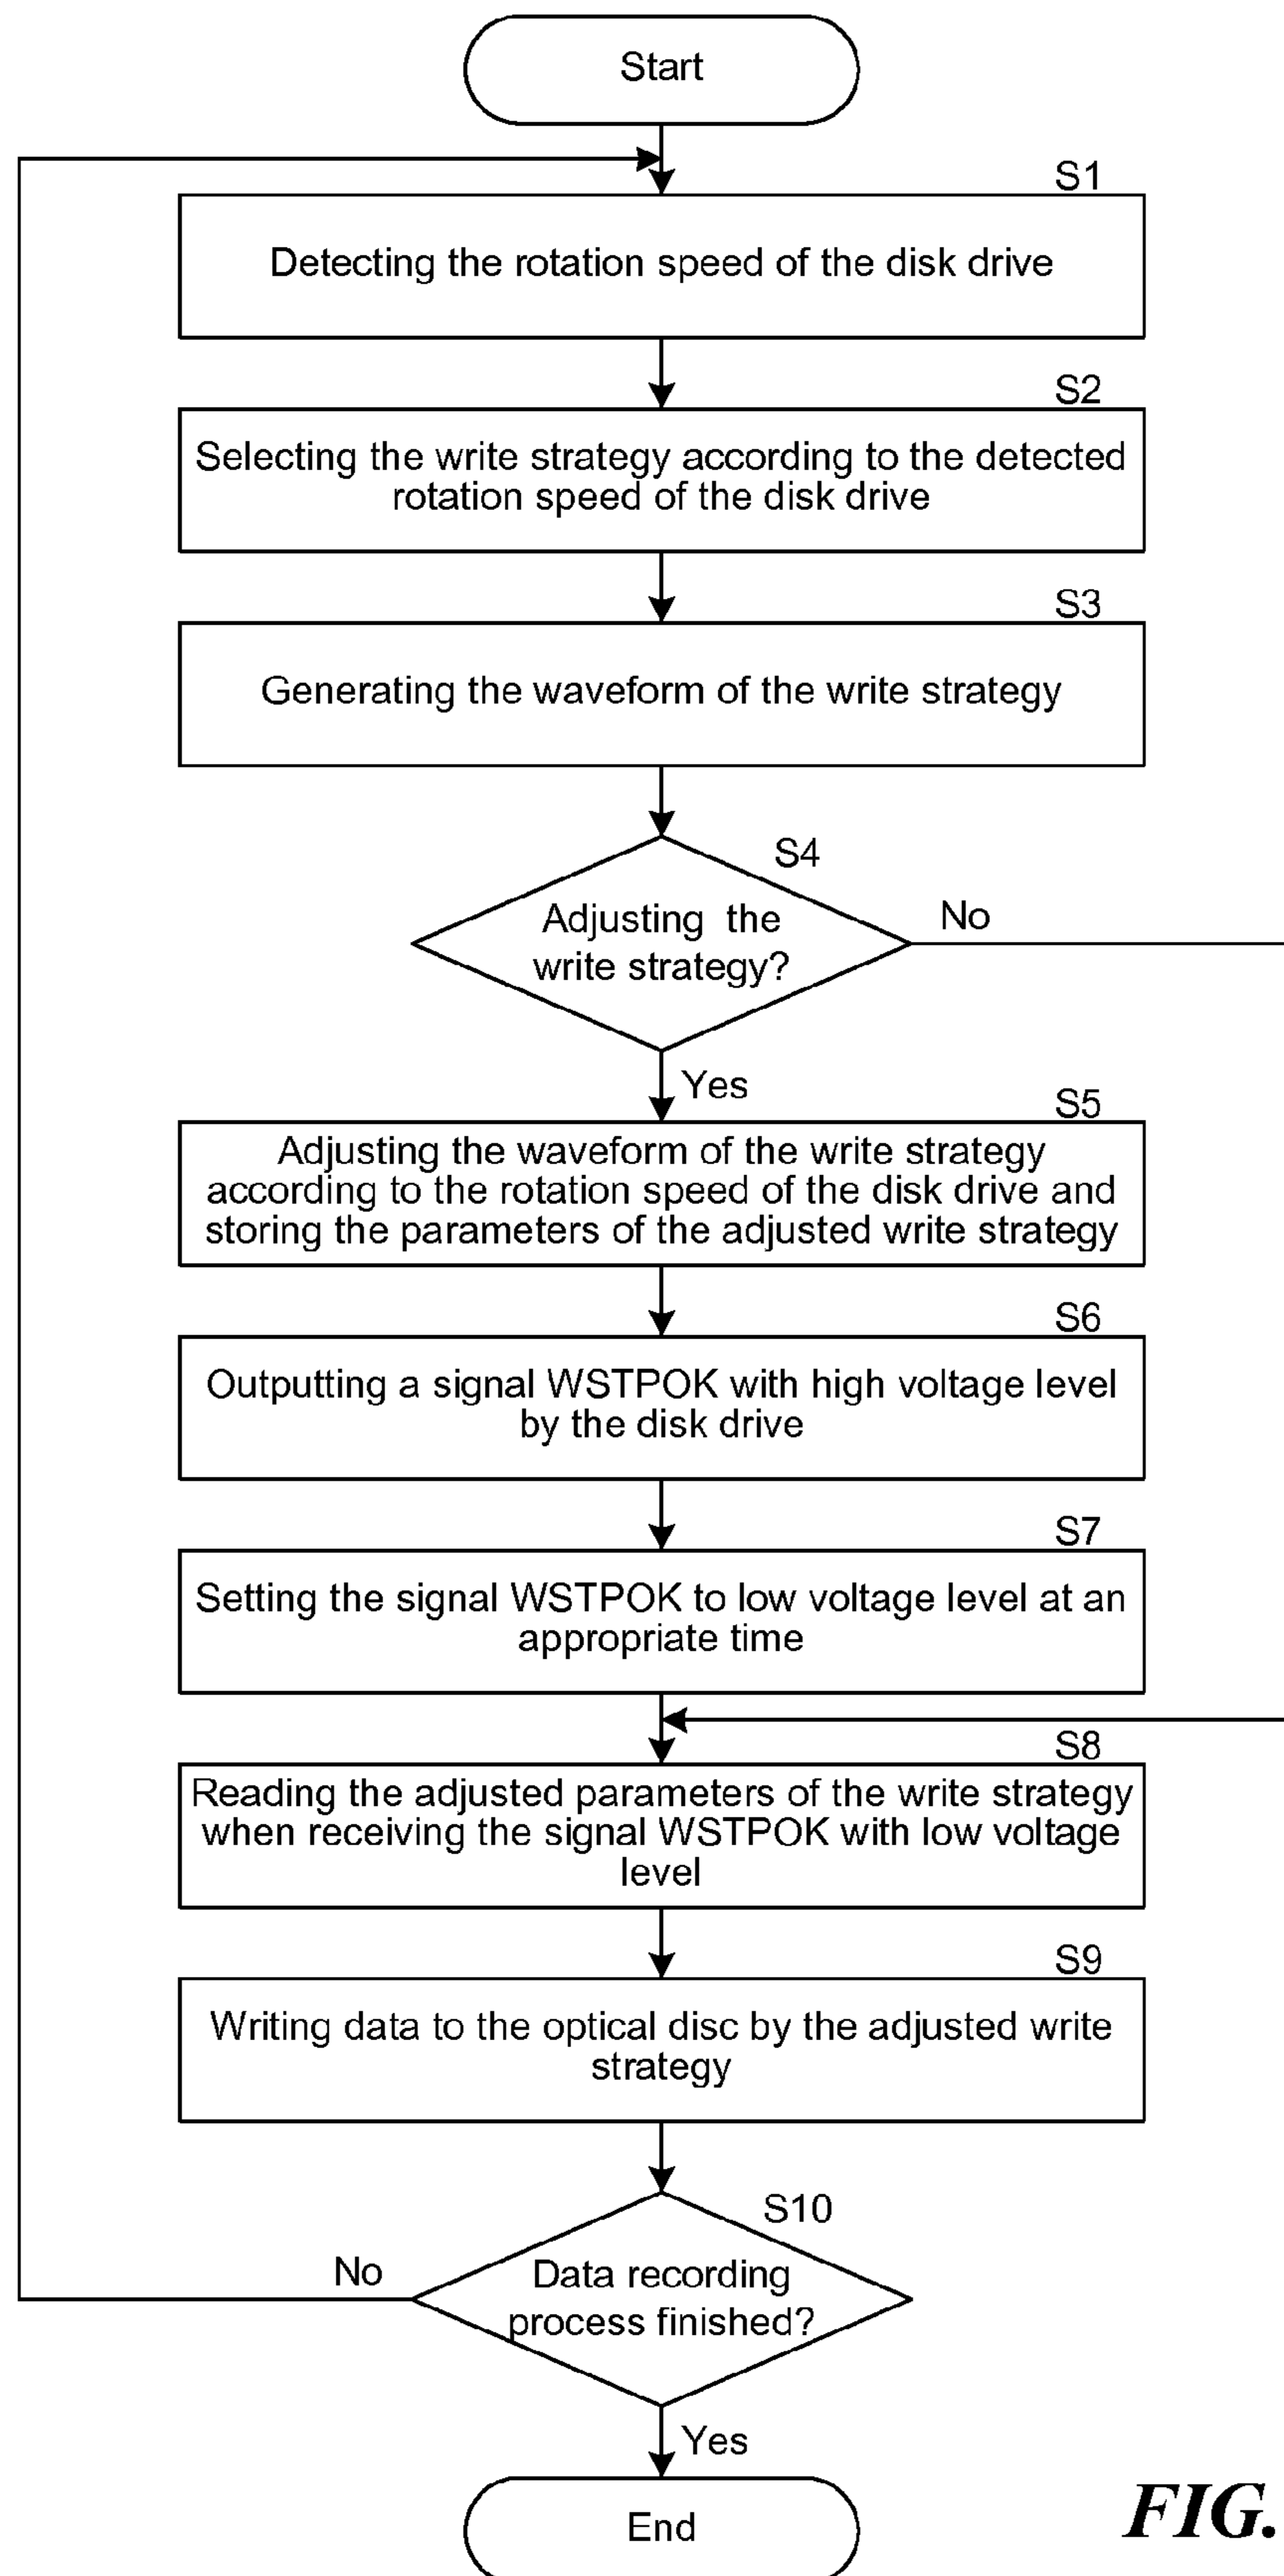 Start
S1
Detecting the rotation speed of the disk drive
S2
Selecting the write strategy according to the detected
rotation speed of the disk drive
S3
Generating the waveform of the write strategy
S4
Adjusting the
write strategy?
No
Yes
S5
Adjusting the waveform of the write strategy
according to the rotation speed of the disk drive and
storing the parameters of the adjusted write strategy
S6
Outputting a signal WSTPOK with high voltage level
by the disk drive
S7
Setting the signal WSTPOK to low voltage level at an
appropriate time
S8
Reading the adjusted parameters of the write strategy
when receiving the signal WSTPOK with low voltage
level
S9
Writing data to the optical disc by the adjusted write
strategy
S10
No
Data recording
process finished?
Yes
End
FIG.